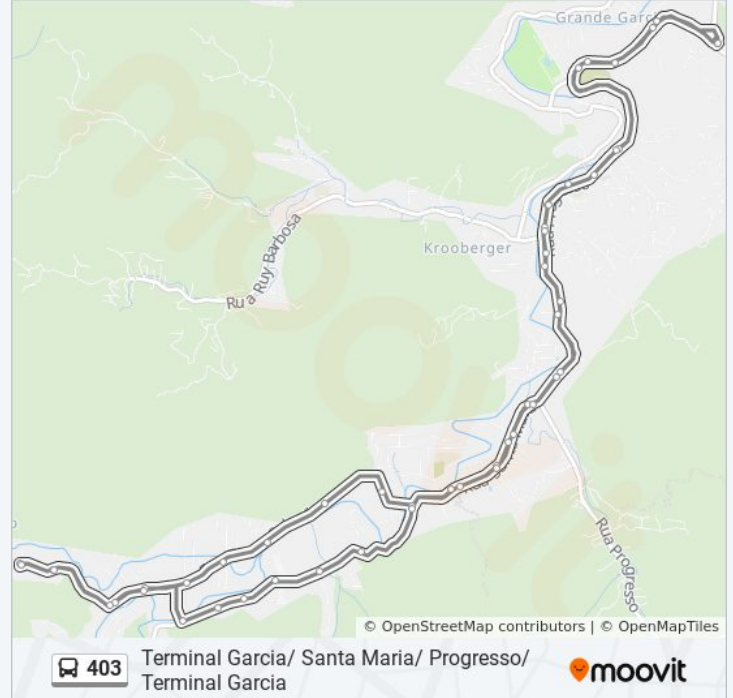 Grande Garci
Krooberger
Rua Ruy Barbosa
Rua Progresso
© OpenStreetMap contributors | © OpenMapTiles
403
Terminal Garcia/ Santa Maria/ Progresso/
Terminal Garcia
moovit